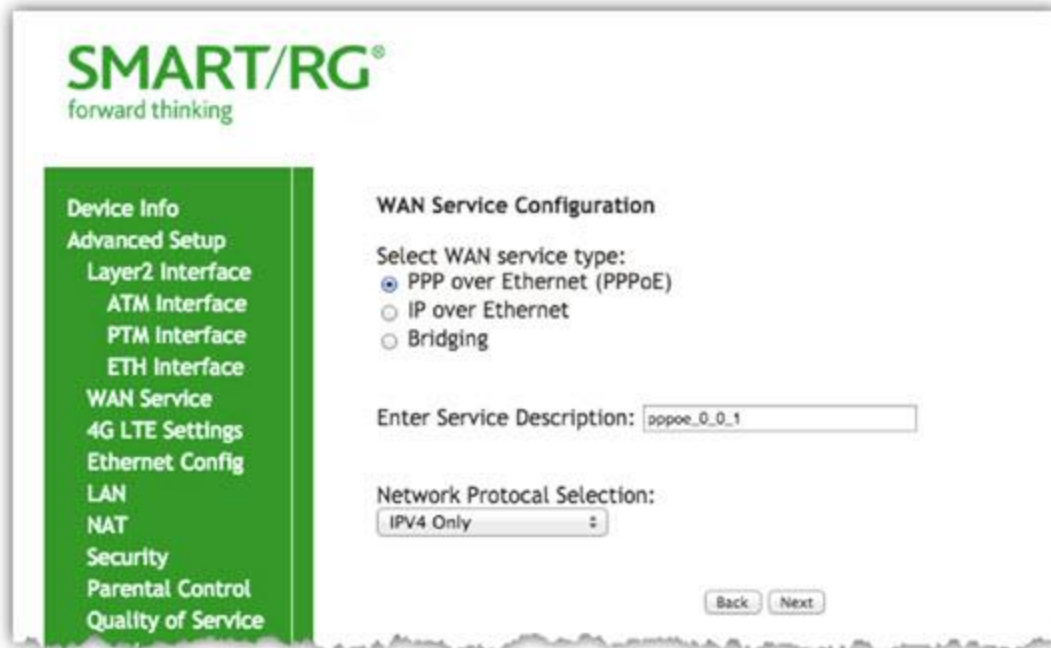 SMART/RG®
forward thinking
Device Info
Advanced Setup
Layer2 Interface
ATM Interface
PTM Interface
ETH Interface
WAN Service
4G LTE Settings
Ethernet Config
LAN
NAT
Security
Parental Control
Quality of Service
WAN Service Configuration
Select WAN service type:
PPP over Ethernet (PPPoE)
IP over Ethernet
Bridging
Enter Service Description: pppoe_0_0_1
Network Protocal Selection:
IPV4 Only
Back Next